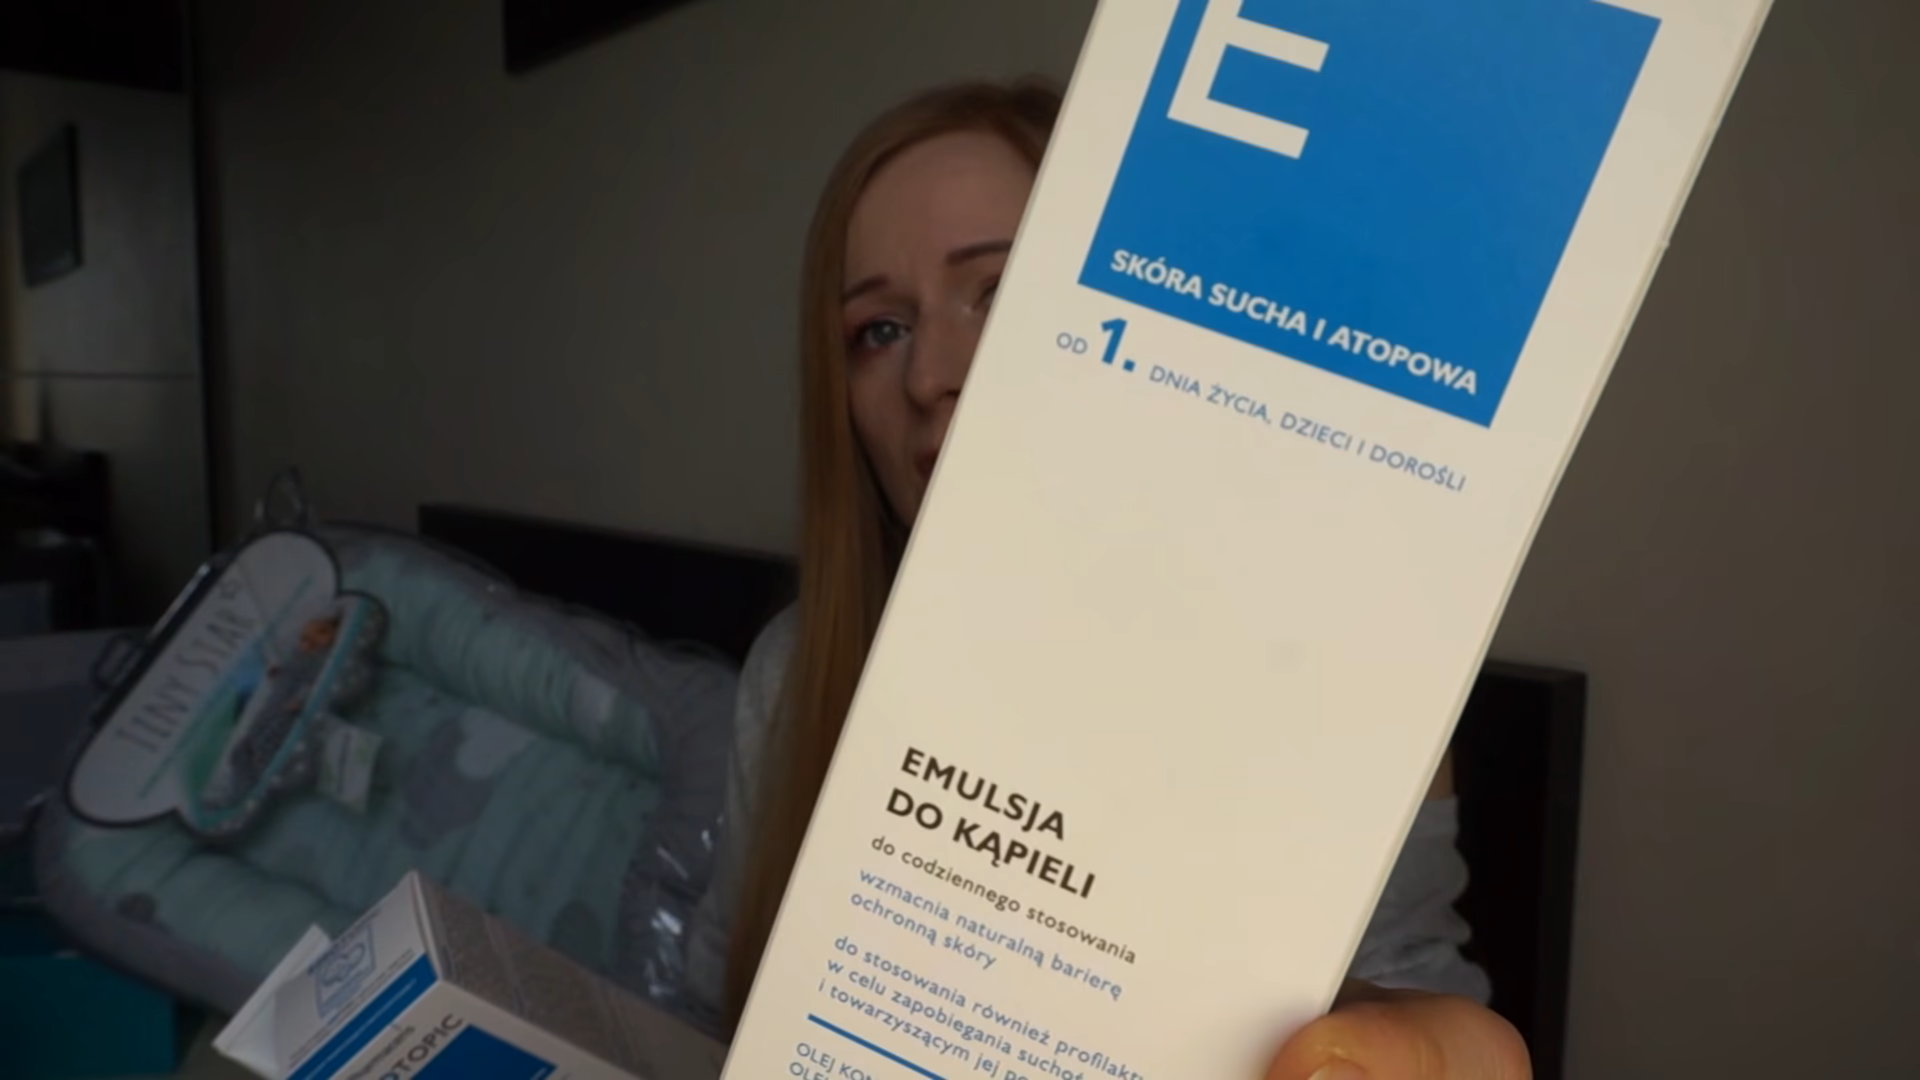 E
SKÓRA SUCHA I ATOPOWA
OD 1. DNIA ŻYCIA, DZIECI I DOROŚLI
EMULSJA
DO KĄPIELI
do codziennego stosowania
wzmacnia naturalną barierę
ochronną skóry
do stosowania również
w celu zapobiegania
i towarzyszącym jej
OLEJ
TINY STAR